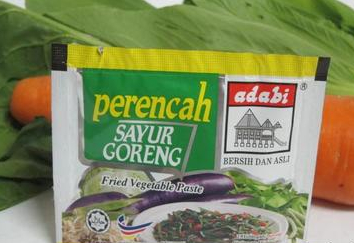 perencah
SAYUR
GORENG
adabi®
BERSIH DAN ASLI
Fried Vegetable Paste